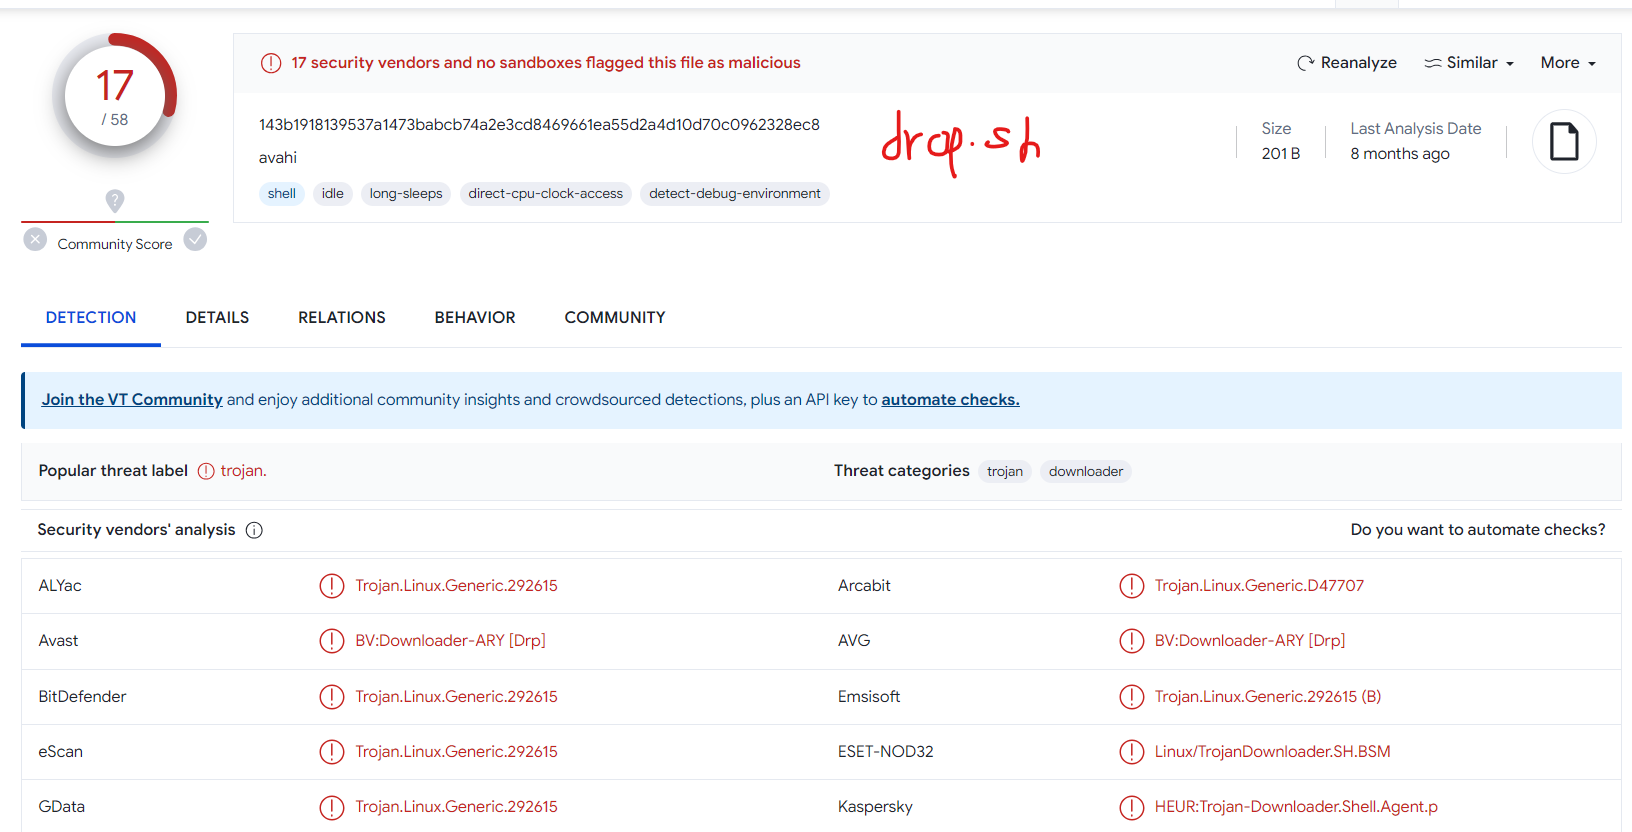 17
/ 58
Community Score
17 security vendors and no sandboxes flagged this file as malicious
Reanalyze
Similar
More
143b1918139537a1473babcb74a2e3cd8469661ea55d2a4d10d70c0962328ec8
avahi
drop.sh
Size
201 B
Last Analysis Date
8 months ago
shell
idle
long-sleeps
direct-cpu-clock-access
detect-debug-environment
DETECTION
DETAILS
RELATIONS
BEHAVIOR
COMMUNITY
Join the VT Community and enjoy additional community insights and crowdsourced detections, plus an API key to automate checks.
Popular threat label trojan.
Threat categories trojan downloader
Security vendors' analysis
Do you want to automate checks?
ALYac Trojan.Linux.Generic.292615 Arcabit Trojan.Linux.Generic.D47707
Avast BV:Downloader-ARY [Drp] AVG BV:Downloader-ARY [Drp]
BitDefender Trojan.Linux.Generic.292615 Emsisoft Trojan.Linux.Generic.292615 (B)
eScan Trojan.Linux.Generic.292615 ESET-NOD32 Linux/TrojanDownloader.SH.BSM
GData Trojan.Linux.Generic.292615 Kaspersky HEUR:Trojan-Downloader.Shell.Agent.p